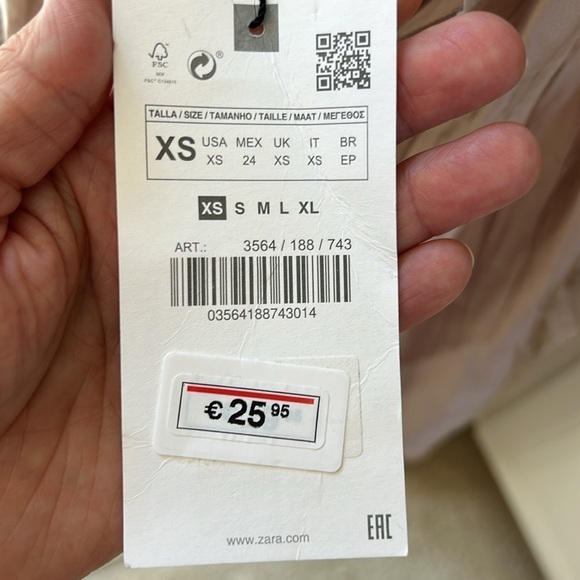 FSC
TALLA / SIZE / TAMANHO / TAILLE / MAAT / ΜΕΓΕΘΟΣ
XS USA MEX UK IT BR
XS 24 XS XS EP
XS S M L XL
ART.: 3564 / 188 / 743
03564188743014
€ 25 95
www.zara.com
EAC